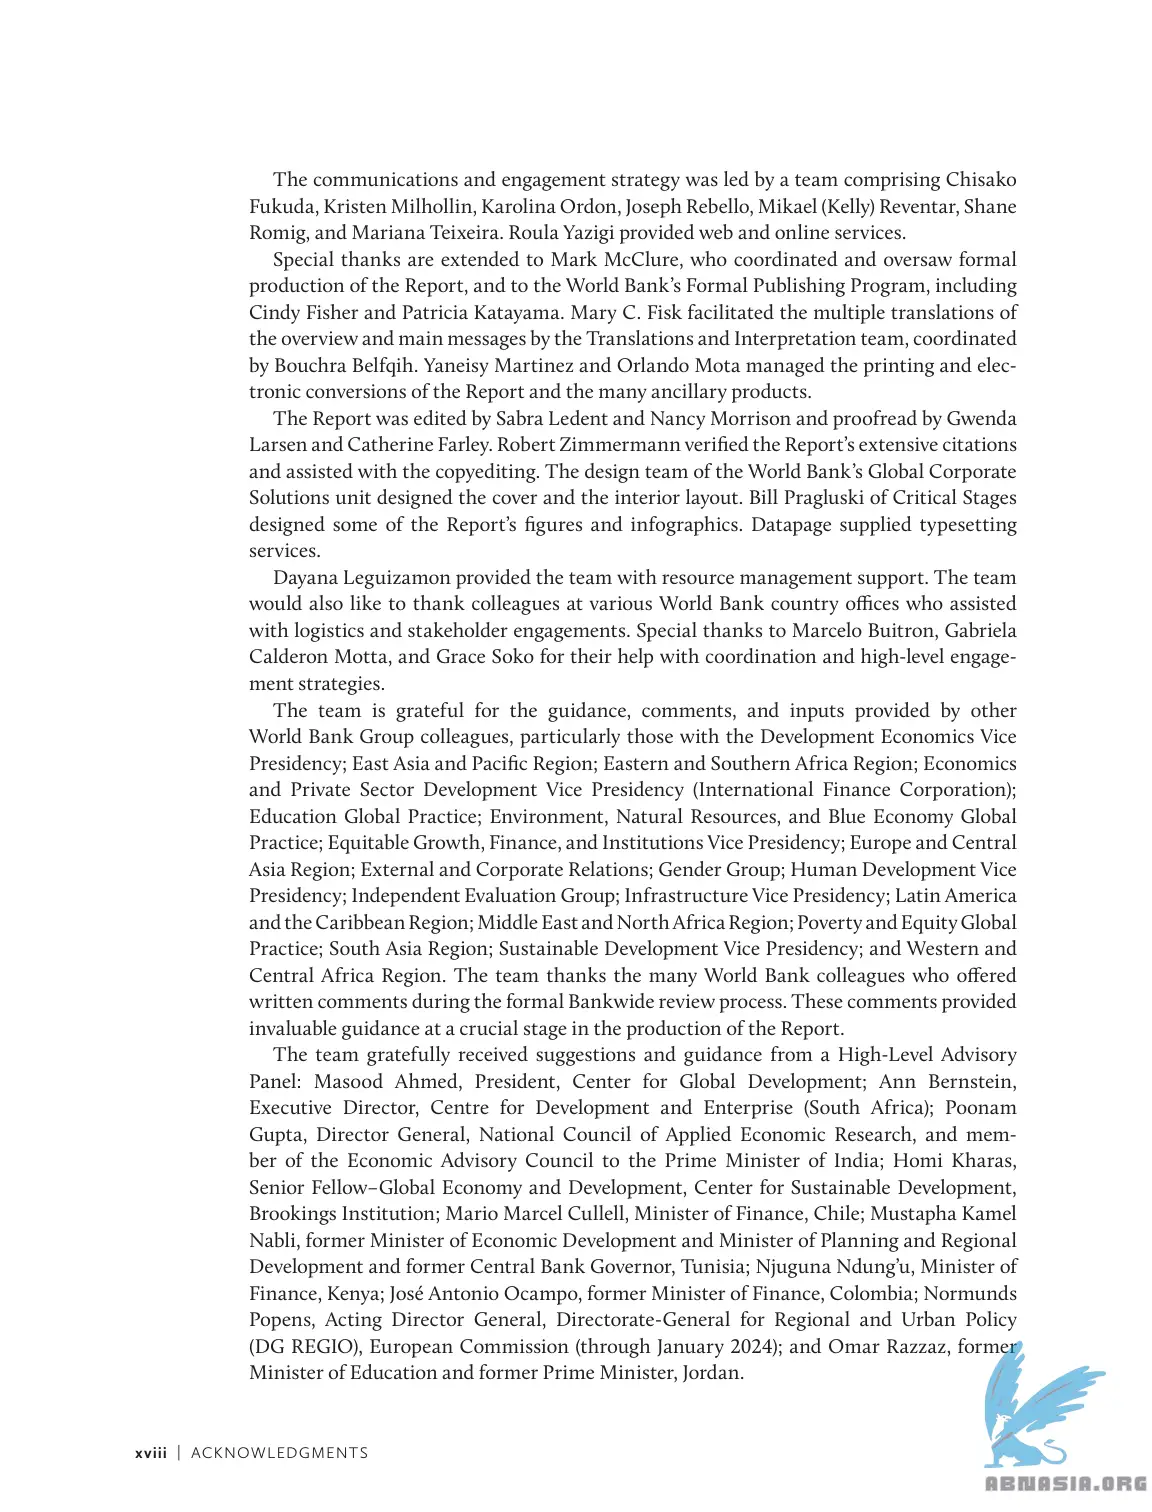 The communications and engagement strategy was led by a team comprising Chisako
Fukuda, Kristen Milhollin, Karolina Ordon, Joseph Rebello, Mikael (Kelly) Reventar, Shane
Romig, and Mariana Teixeira. Roula Yazigi provided web and online services.
Special thanks are extended to Mark McClure, who coordinated and oversaw formal
production of the Report, and to the World Bank’s Formal Publishing Program, including
Cindy Fisher and Patricia Katayama. Mary C. Fisk facilitated the multiple translations of
the overview and main messages by the Translations and Interpretation team, coordinated
by Bouchra Belfqih. Yaneisy Martinez and Orlando Mota managed the printing and elec-
tronic conversions of the Report and the many ancillary products.
The Report was edited by Sabra Ledent and Nancy Morrison and proofread by Gwenda
Larsen and Catherine Farley. Robert Zimmermann verified the Report’s extensive citations
and assisted with the copyediting. The design team of the World Bank’s Global Corporate
Solutions unit designed the cover and the interior layout. Bill Pragluski of Critical Stages
designed some of the Report’s figures and infographics. Datapage supplied typesetting
services.
Dayana Leguizamon provided the team with resource management support. The team
would also like to thank colleagues at various World Bank country offices who assisted
with logistics and stakeholder engagements. Special thanks to Marcelo Buitron, Gabriela
Calderon Motta, and Grace Soko for their help with coordination and high-level engage-
ment strategies.
The team is grateful for the guidance, comments, and inputs provided by other
World Bank Group colleagues, particularly those with the Development Economics Vice
Presidency; East Asia and Pacific Region; Eastern and Southern Africa Region; Economics
and Private Sector Development Vice Presidency (International Finance Corporation);
Education Global Practice; Environment, Natural Resources, and Blue Economy Global
Practice; Equitable Growth, Finance, and Institutions Vice Presidency; Europe and Central
Asia Region; External and Corporate Relations; Gender Group; Human Development Vice
Presidency; Independent Evaluation Group; Infrastructure Vice Presidency; Latin America
and the Caribbean Region; Middle East and North Africa Region; Poverty and Equity Global
Practice; South Asia Region; Sustainable Development Vice Presidency; and Western and
Central Africa Region. The team thanks the many World Bank colleagues who offered
written comments during the formal Bankwide review process. These comments provided
invaluable guidance at a crucial stage in the production of the Report.
The team gratefully received suggestions and guidance from a High-Level Advisory
Panel: Masood Ahmed, President, Center for Global Development; Ann Bernstein,
Executive Director, Centre for Development and Enterprise (South Africa); Poonam
Gupta, Director General, National Council of Applied Economic Research, and mem-
ber of the Economic Advisory Council to the Prime Minister of India; Homi Kharas,
Senior Fellow–Global Economy and Development, Center for Sustainable Development,
Brookings Institution; Mario Marcel Cullell, Minister of Finance, Chile; Mustapha Kamel
Nabli, former Minister of Economic Development and Minister of Planning and Regional
Development and former Central Bank Governor, Tunisia; Njuguna Ndung’u, Minister of
Finance, Kenya; José Antonio Ocampo, former Minister of Finance, Colombia; Normunds
Popens, Acting Director General, Directorate-General for Regional and Urban Policy
(DG REGIO), European Commission (through January 2024); and Omar Razzaz, former
Minister of Education and former Prime Minister, Jordan.
xviii | ACKNOWLEDGMENTS
ABNASIA.ORG